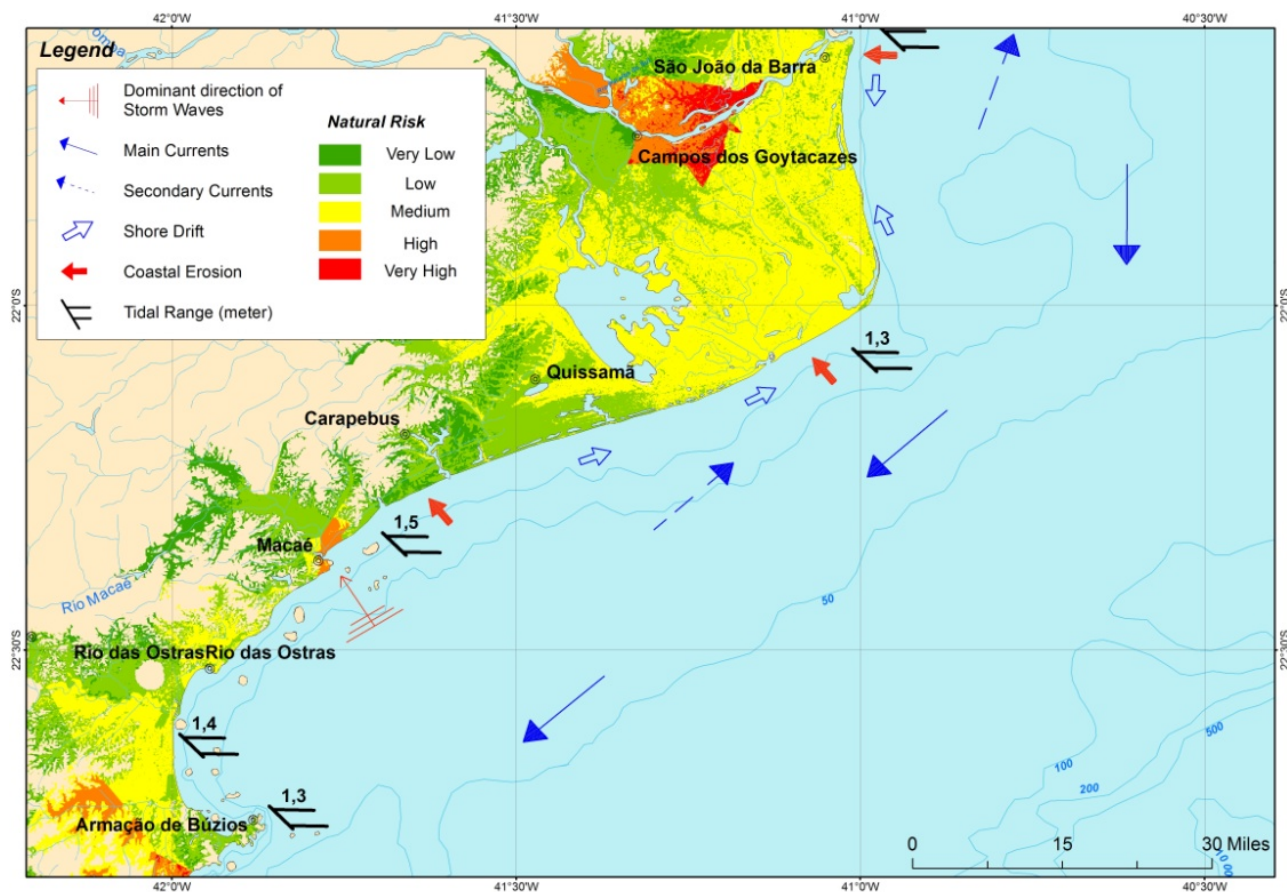 42°0'W
41°30'W
41°0'W
40°30'W
Legend
Dominant direction of
Storm Waves
Main Currents
Secondary Currents
Shore Drift
Coastal Erosion
Tidal Range (meter)
Natural Risk
Very Low
Low
Medium
High
Very High
São João da Barra
Campos dos Goytacazes
22°0'S
22°0'S
1,3
Quissamã
Carapebus
1,5
Macaé
Rio Macaé
50
22°30'S
22°30'S
Rio das OstrasRio das Ostras
1,4
500
100
200
1,3
Armação de Búzios
0
15
30 Miles
42°0'W
41°30'W
41°0'W
40°30'W